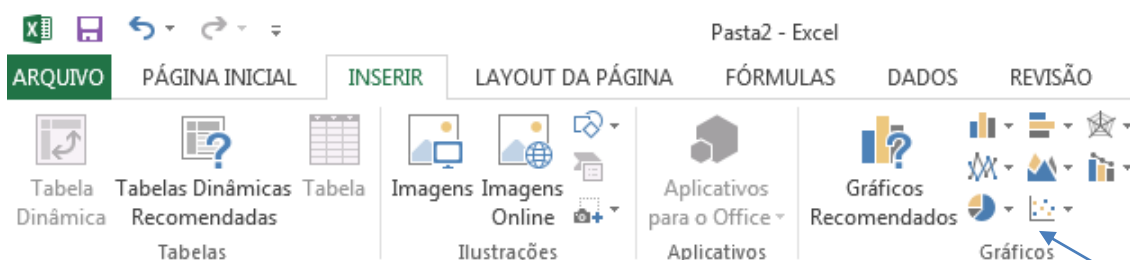 Pasta2 - Excel
ARQUIVO PÁGINA INICIAL INSERIR LAYOUT DA PÁGINA FÓRMULAS DADOS REVISÃO
Tabela Dinâmica
Tabelas Dinâmicas Recomendadas
Tabela
Imagens
Imagens Online
Aplicativos para o Office
Gráficos Recomendados
Tabelas Ilustrações Aplicativos Gráficos